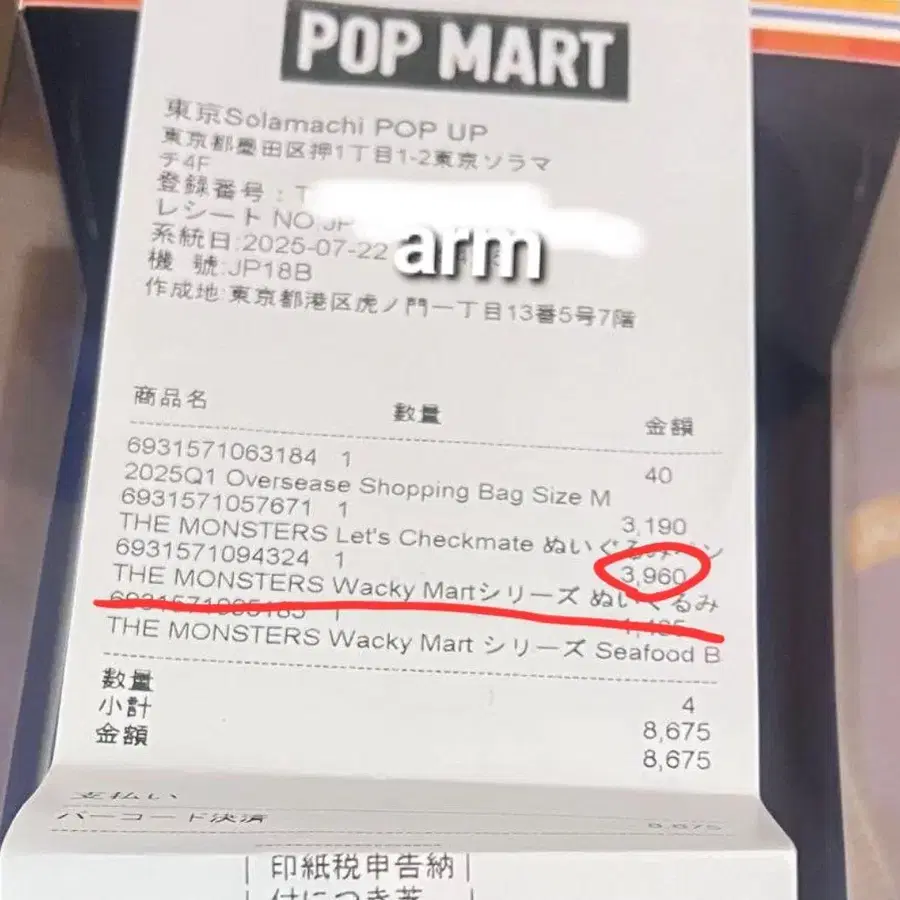 POP MART
東京Solamachi POP UP
東京都墨田区押1丁目1-2東京ソラマ
チ4F
登録番号:T
レシート NO:JP
系統日:2025-07-22
arm
機 號:JP18B
作成地:東京都港区虎ノ門一丁目13番5号7階
商品名 数量 金額
6931571063184 1 40
2025Q1 Oversease Shopping Bag Size M
6931571057671 1 3,190
THE MONSTERS Let's Checkmate ぬいぐるみペン
6931571094324 1 3,960
THE MONSTERS Wacky Martシリーズ ぬいぐるみ
1
THE MONSTERS Wacky Mart シリーズ Seafood B
数量 4
小計 8,675
金額 8,675
支払い
バーコード決済 8,675
印紙税申告納